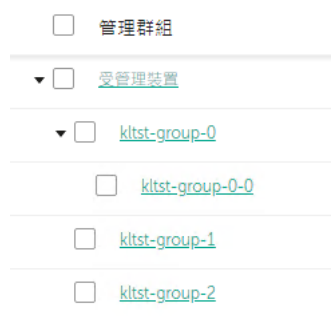 管理群組
受管理裝置
kltst-group-0
kltst-group-0-0
kltst-group-1
kltst-group-2